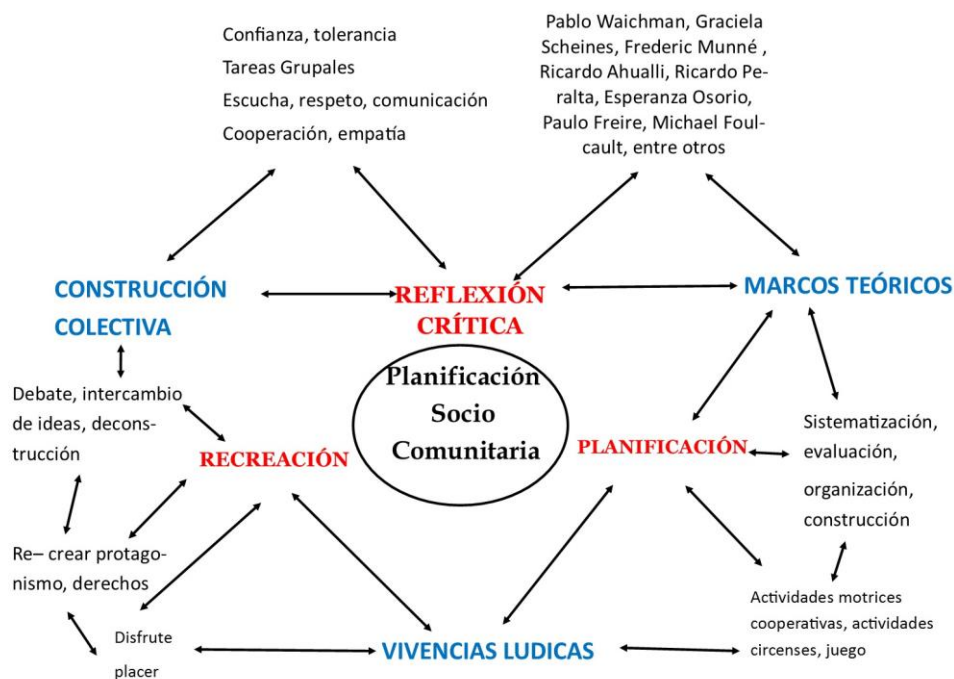 Confianza, tolerancia
Tareas Grupales
Escucha, respeto, comunicación
Cooperación, empatía
Pablo Waichman, Graciela
Scheines, Frederic Munné ,
Ricardo Ahualli, Ricardo Pe-
ralta, Esperanza Osorio,
Paulo Freire, Michael Foul-
cault, entre otros
CONSTRUCCIÓN
COLECTIVA
REFLEXIÓN
CRÍTICA
MARCOS TEÓRICOS
Planificación
Socio
Comunitaria
Debate, intercambio
de ideas, decons-
trucción
RECREACIÓN
PLANIFICACIÓN
Sistematización,
evaluación,
organización,
construcción
Re– crear protago-
nismo, derechos
Disfrute
placer
VIVENCIAS LUDICAS
Actividades motrices
cooperativas, actividades
circenses, juego